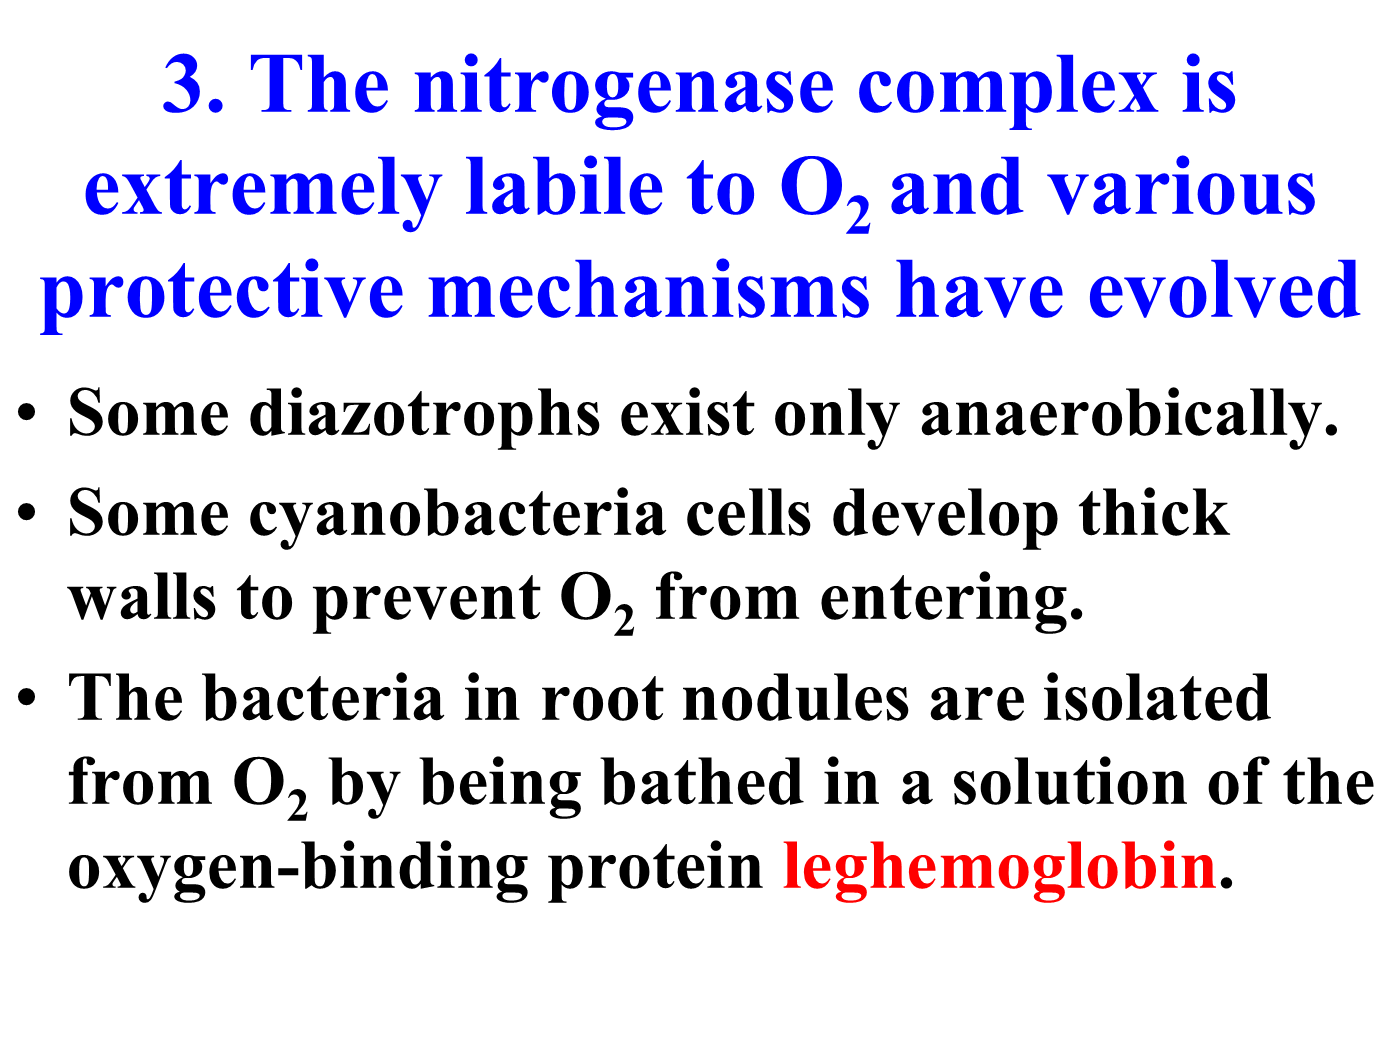 3. The nitrogenase complex is
extremely labile to O₂ and various
protective mechanisms have evolved
• Some diazotrophs exist only anaerobically.
• Some cyanobacteria cells develop thick
walls to prevent O₂ from entering.
• The bacteria in root nodules are isolated
from O₂ by being bathed in a solution of the
oxygen-binding protein leghemoglobin.